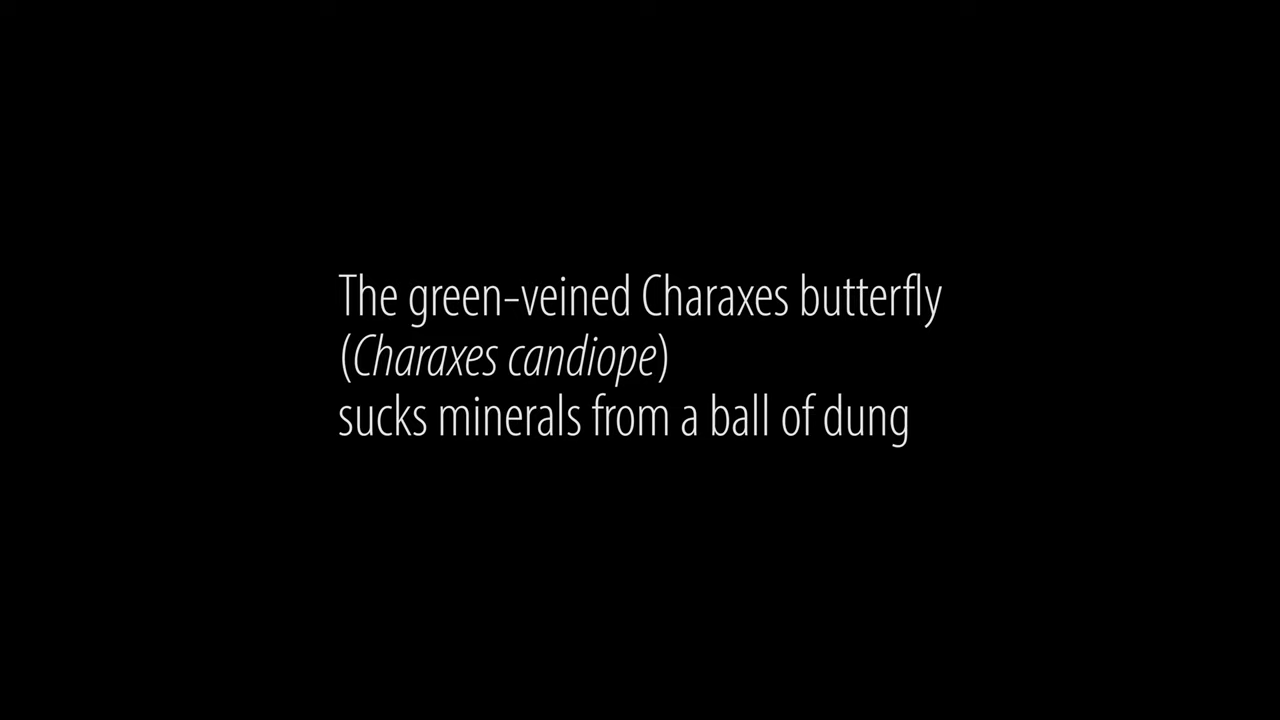 The green-veined Charaxes butterfly
(Charaxes candiope)
sucks minerals from a ball of dung